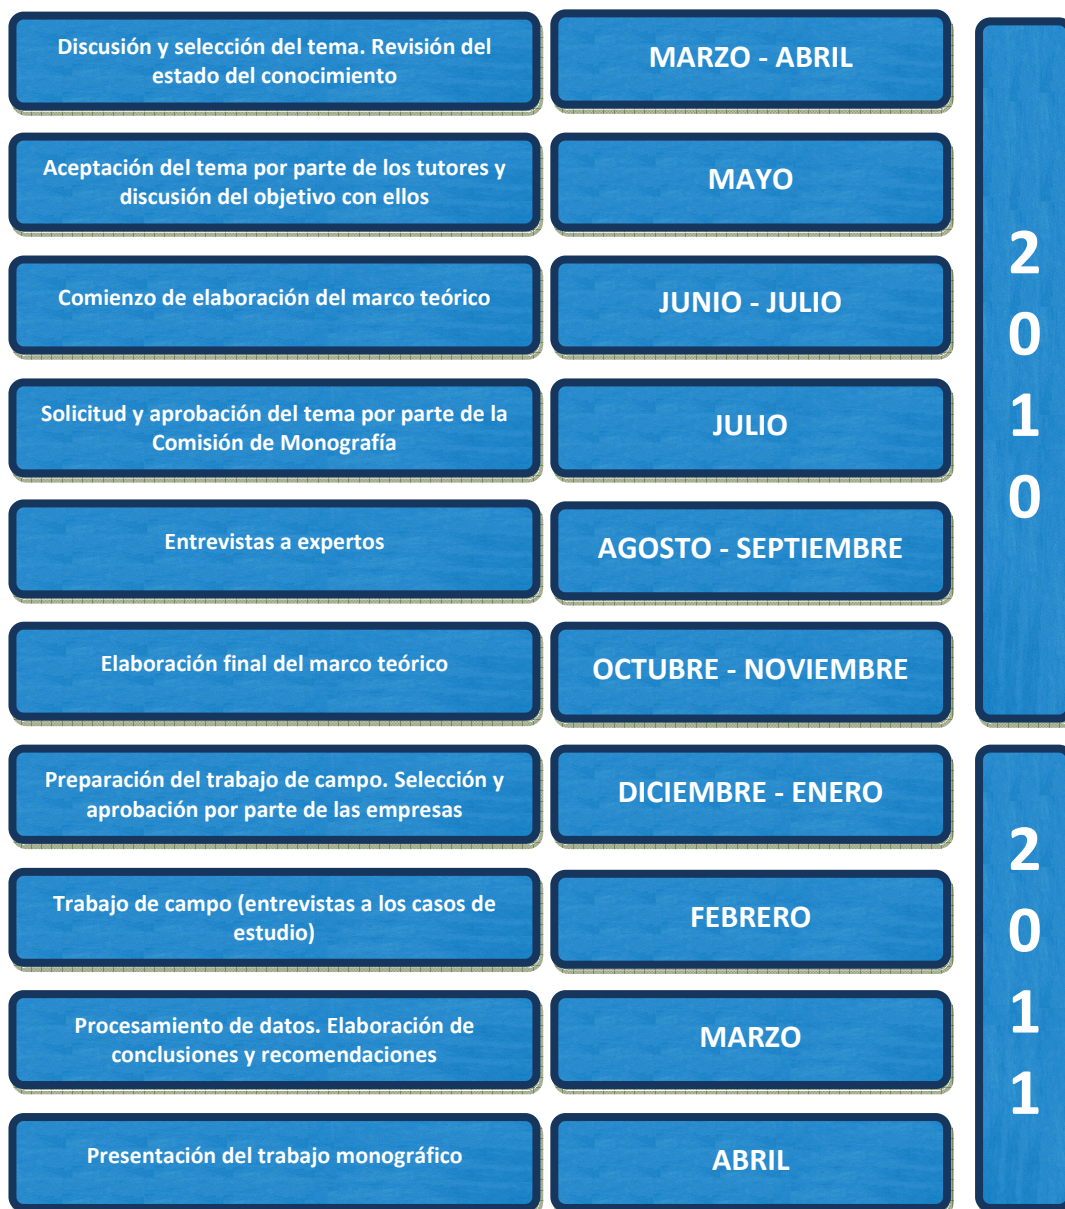 Discusión y selección del tema. Revisión del
estado del conocimiento
MARZO - ABRIL
Aceptación del tema por parte de los tutores y
discusión del objetivo con ellos
MAYO
Comienzo de elaboración del marco teórico
JUNIO - JULIO
Solicitud y aprobación del tema por parte de la
Comisión de Monografía
JULIO
Entrevistas a expertos
AGOSTO - SEPTIEMBRE
Elaboración final del marco teórico
OCTUBRE - NOVIEMBRE
2
0
1
0
Preparación del trabajo de campo. Selección y
aprobación por parte de las empresas
DICIEMBRE - ENERO
Trabajo de campo (entrevistas a los casos de
estudio)
FEBRERO
Procesamiento de datos. Elaboración de
conclusiones y recomendaciones
MARZO
Presentación del trabajo monográfico
ABRIL
2
0
1
1